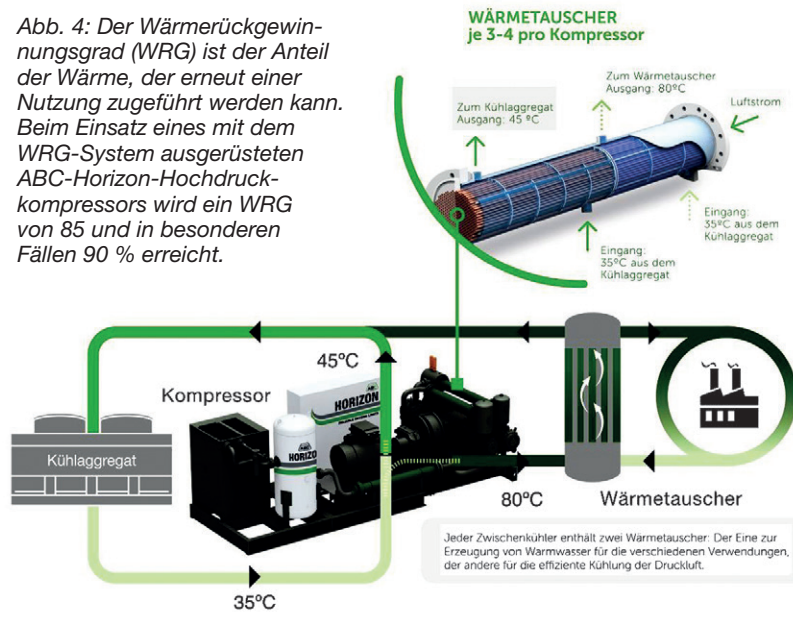 Abb. 4: Der Wärmerückgewin-
nungsgrad (WRG) ist der Anteil
der Wärme, der erneut einer
Nutzung zugeführt werden kann.
Beim Einsatz eines mit dem
WRG-System ausgerüsteten
ABC-Horizon-Hochdruck-
kompressors wird ein WRG
von 85 und in besonderen
Fällen 90 % erreicht.
WÄRMETAUSCHER
je 3-4 pro Kompressor
Zum Wärmetauscher
Ausgang: 80ºC
Zum Kühlaggregat
Ausgang: 45 ºC
Luftstrom
Eingang:
35ºC aus dem
Kühlaggregat
Eingang:
35ºC aus dem
Kühlaggregat
45ºC
Kompressor
HORIZON
HORIZON
Kühlaggregat
80ºC
Wärmetauscher
Jeder Zwischenkühler enthält zwei Wärmetauscher: Der Eine zur
Erzeugung von Warmwasser für die verschiedenen Verwendungen,
der andere für die effiziente Kühlung der Druckluft.
35ºC